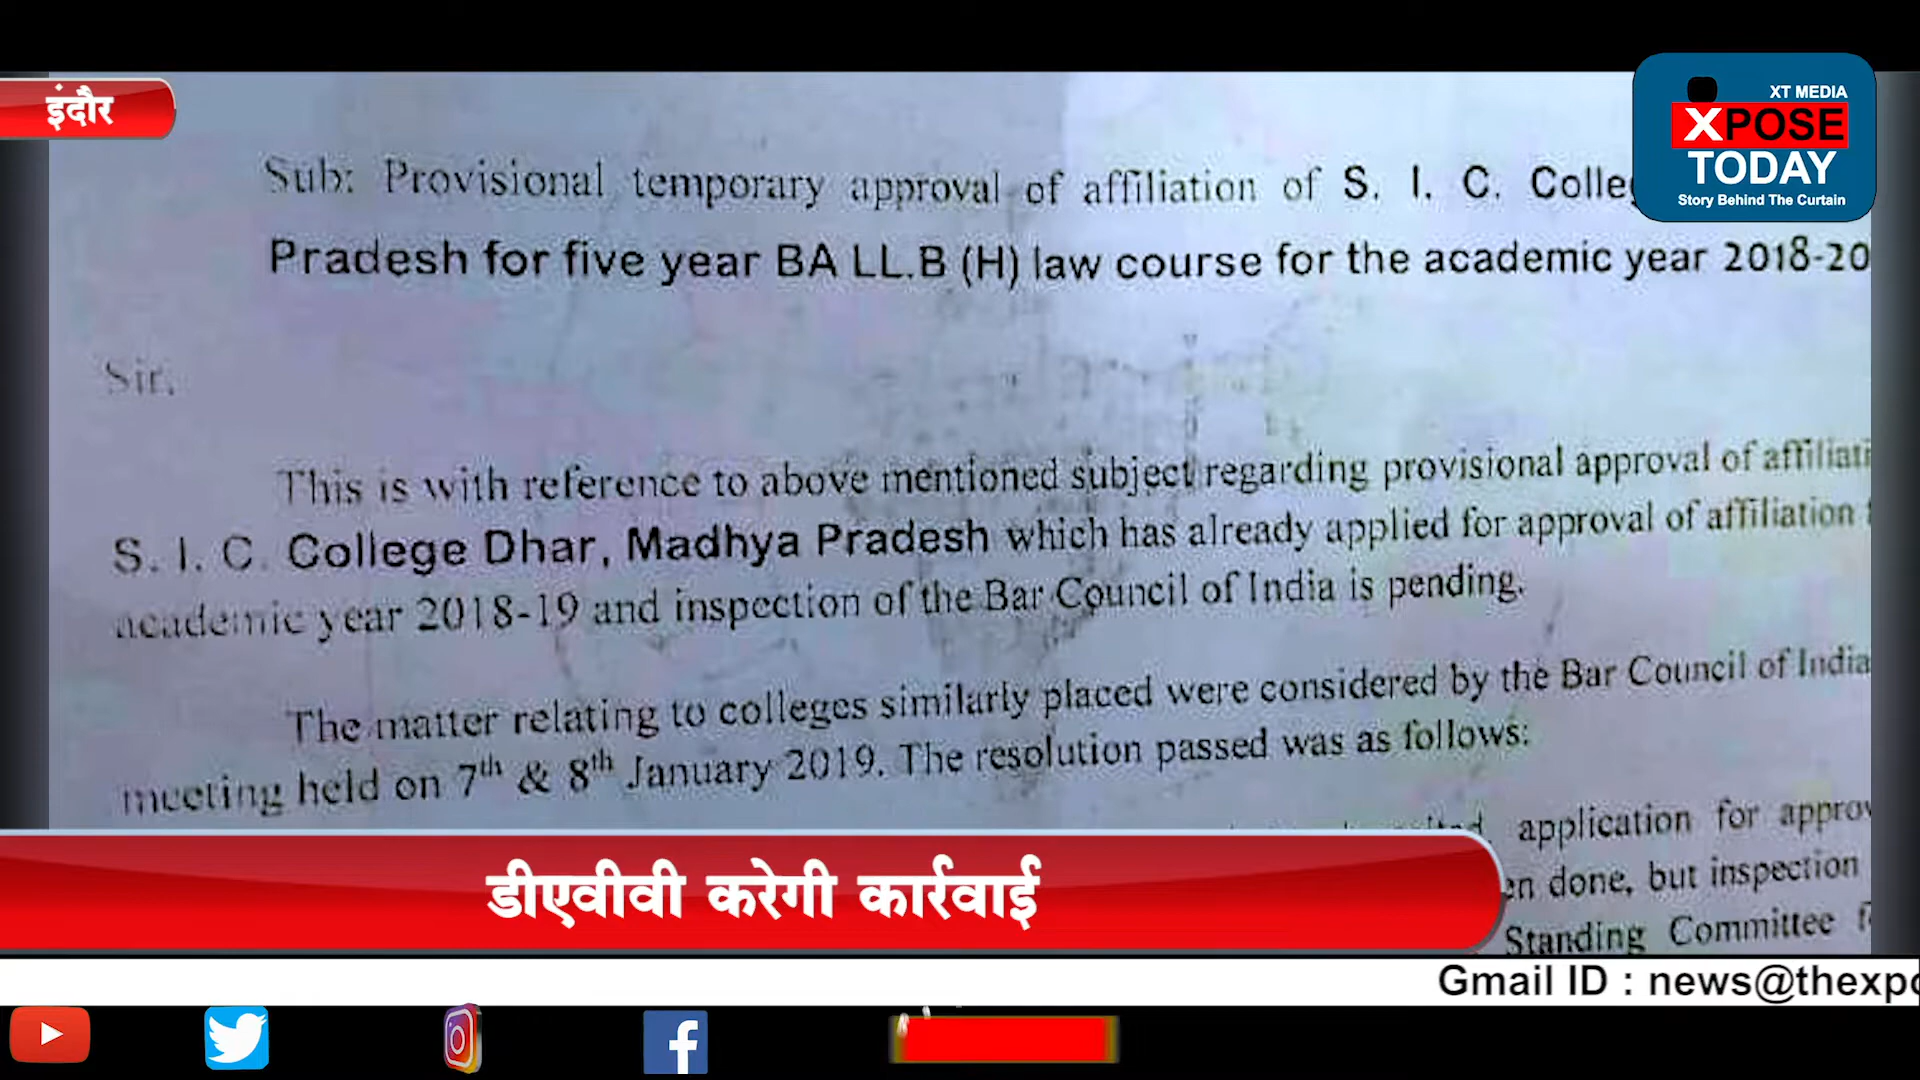 इंदौर
XT MEDIA
XPOSE
TODAY
Story Behind The Curtain
Sub: Provisional temporary approval of affiliation of S. I. C. Colle
Pradesh for five year BA LL.B (H) law course for the academic year 2018-20
Sir,
This is with reference to above mentioned subject regarding provisional approval of affiliati
S. I. C. College Dhar, Madhya Pradesh which has already applied for approval of affiliation
academic year 2018-19 and inspection of the Bar Council of India is pending.
The matter relating to colleges similarly placed were considered by the Bar Council of India
meeting held on 7th & 8th January 2019. The resolution passed was as follows:
application for approv
en done, but inspection
Standing Committee f
डीएवीवी करेगी कार्रवाई
Gmail ID : news@thexpo